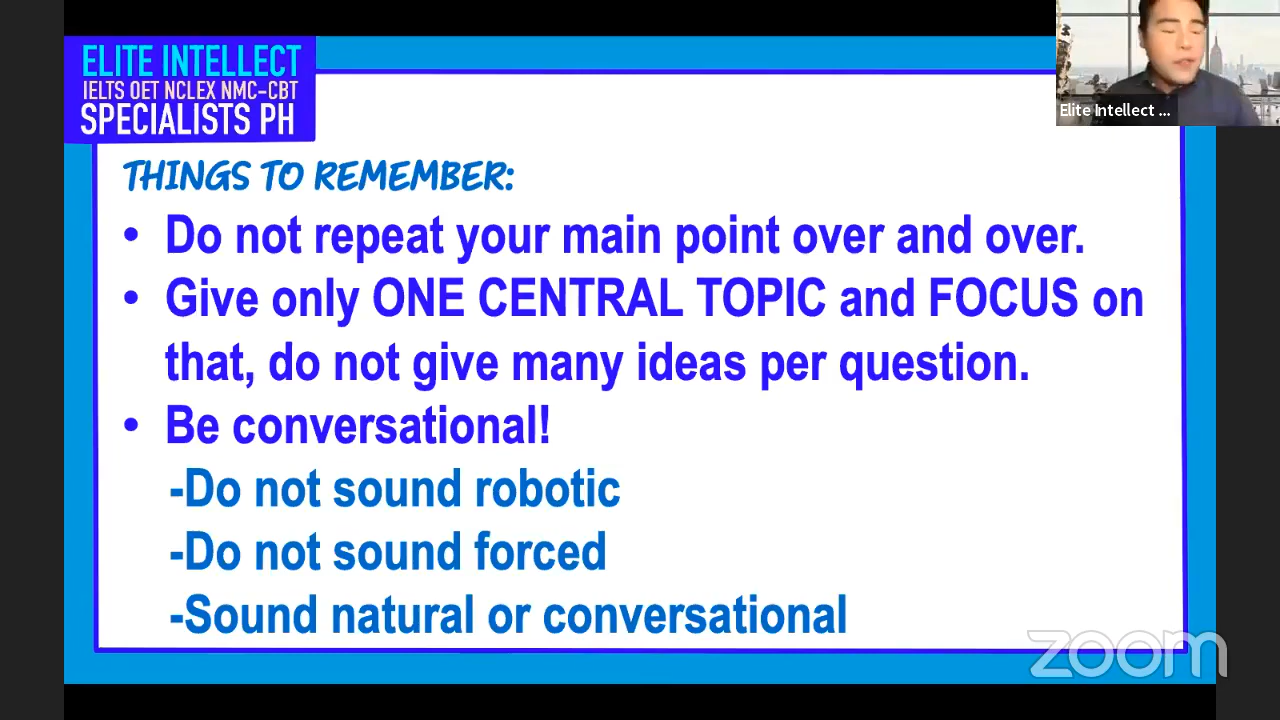 ELITE INTELLECT
IELTS OET NCLEX NMC-CBT
SPECIALISTS PH
Elite Intellect ...
THINGS TO REMEMBER:
• Do not repeat your main point over and over.
• Give only ONE CENTRAL TOPIC and FOCUS on
that, do not give many ideas per question.
• Be conversational!
-Do not sound robotic
-Do not sound forced
-Sound natural or conversational
zoom